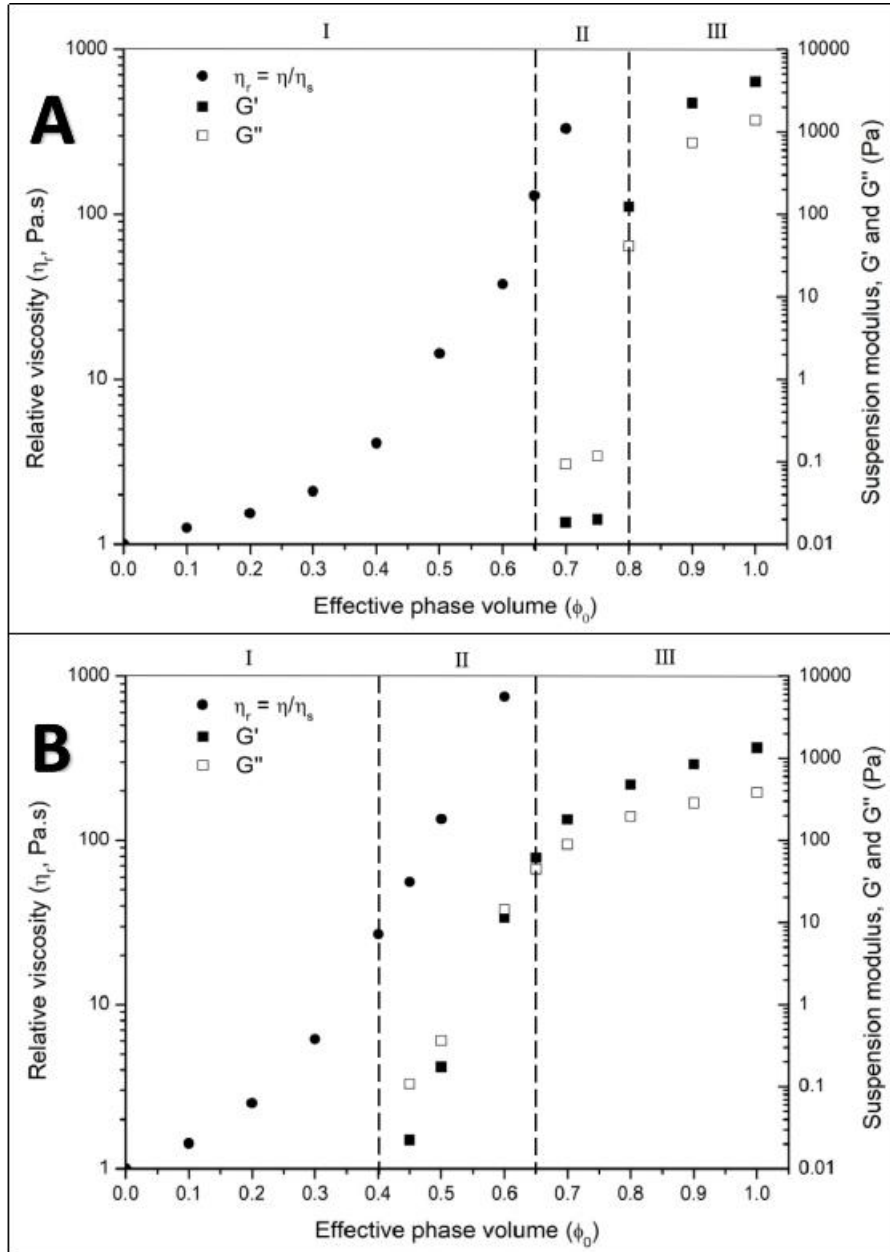 I II III
A
ηr = η/ηs
G'
G"
1000
100
10
1
Relative viscosity (ηr, Pa.s)
10000
1000
100
10
1
0.1
0.01
Suspension modulus, G' and G" (Pa)
0.0 0.1 0.2 0.3 0.4 0.5 0.6 0.7 0.8 0.9 1.0
Effective phase volume (ϕ0)
I II III
B
ηr = η/ηs
G'
G"
1000
100
10
1
Relative viscosity (ηr, Pa.s)
10000
1000
100
10
1
0.1
0.01
Suspension modulus, G' and G" (Pa)
0.0 0.1 0.2 0.3 0.4 0.5 0.6 0.7 0.8 0.9 1.0
Effective phase volume (ϕ0)